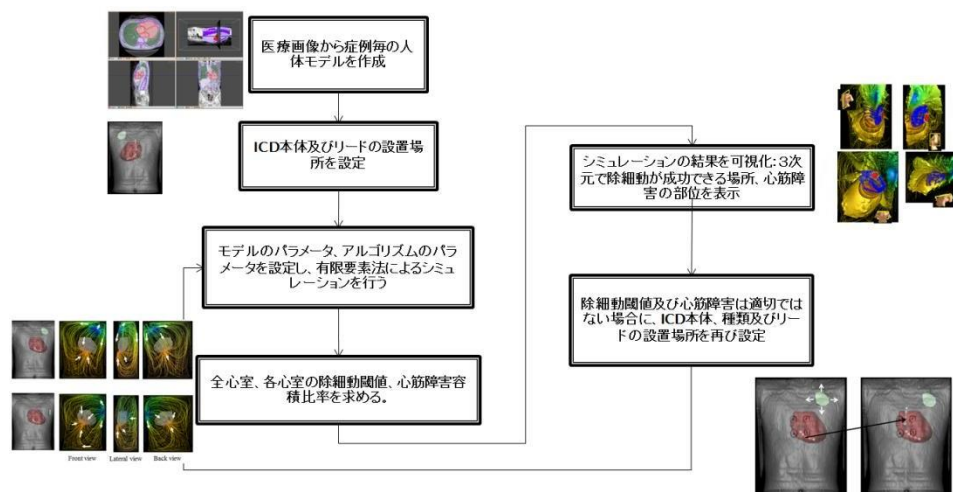 医療画像から症例毎の人
体モデルを作成
ICD本体及びリードの設置場
所を設定
モデルのパラメータ、アルゴリズムのパラ
メータを設定し、有限要素法によるシミュ
レーションを行う
全心室、各心室の除細動閾値、心筋障害容
積比率を求める。
Front view Lateral view Back view
シミュレーションの結果を可視化:3次
元で除細動が成功できる場所、心筋障
害の部位を表示
除細動閾値及び心筋障害は適切では
ない場合に、ICD本体、種類及びリー
ドの設置場所を再び設定